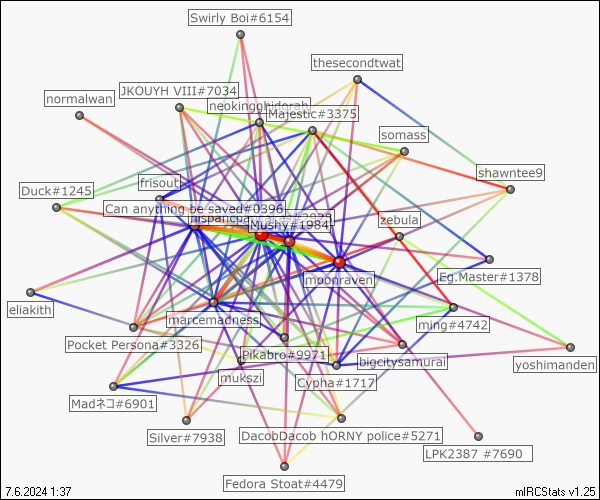 Swirly Boi#6154
thesecondtwat
JKOUYH VIII#7034
normalwan
neokingghidorah
Majestic#3375
somass
shawntee9
frisout
Duck#1245
Can anything be saved#0396
Mushy#1984
zebula
moonraven
Eg.Master#1378
eliakith
marcemadness
ming#4742
Pocket Persona#3326
Pikabro#9971
bigcitysamurai
yoshimanden
mukszi
Cypha#1717
Madネコ#6901
Silver#7938
DacobDacob hORNY police#5271
LPK2387 #7690
Fedora Stoat#4479
7.6.2024 1:37
mIRCStats v1.25